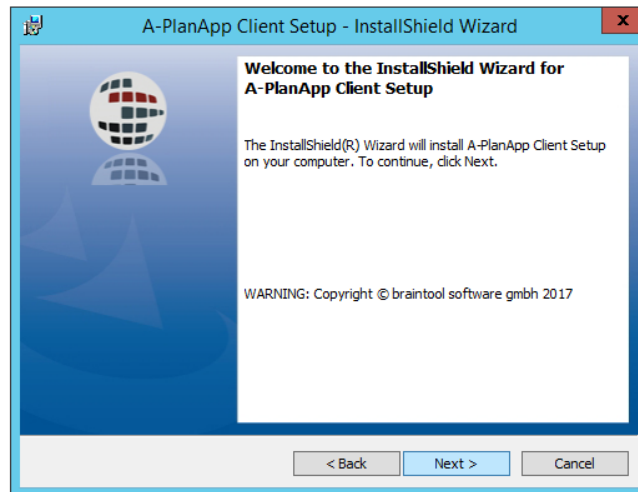 A-PlanApp Client Setup - InstallShield Wizard
x
Welcome to the InstallShield Wizard for
A-PlanApp Client Setup
The InstallShield(R) Wizard will install A-PlanApp Client Setup
on your computer. To continue, click Next.
WARNING: Copyright © braintool software gmbh 2017
< Back Next > Cancel